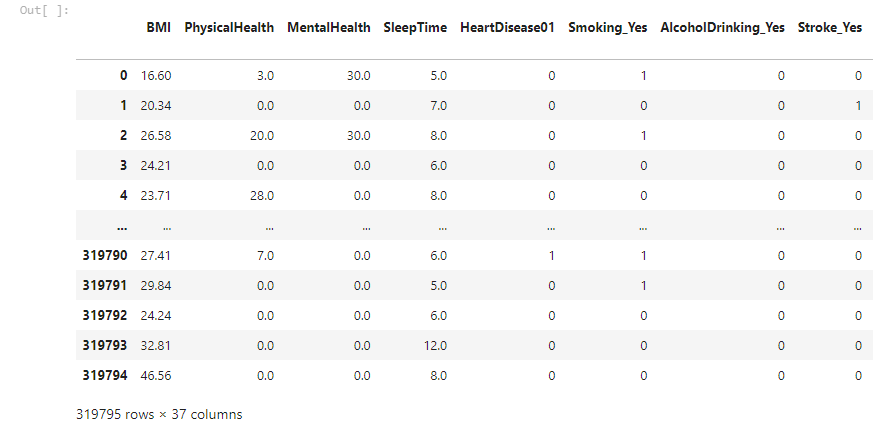 Out[ ]:
BMI PhysicalHealth MentalHealth SleepTime HeartDisease01 Smoking_Yes AlcoholDrinking_Yes Stroke_Yes
0 16.60 3.0 30.0 5.0 0 1 0 0
1 20.34 0.0 0.0 7.0 0 0 0 1
2 26.58 20.0 30.0 8.0 0 1 0 0
3 24.21 0.0 0.0 6.0 0 0 0 0
4 23.71 28.0 0.0 8.0 0 0 0 0
... ... ... ... ... ... ... ... ...
319790 27.41 7.0 0.0 6.0 1 1 0 0
319791 29.84 0.0 0.0 5.0 0 1 0 0
319792 24.24 0.0 0.0 6.0 0 0 0 0
319793 32.81 0.0 0.0 12.0 0 0 0 0
319794 46.56 0.0 0.0 8.0 0 0 0 0
319795 rows × 37 columns